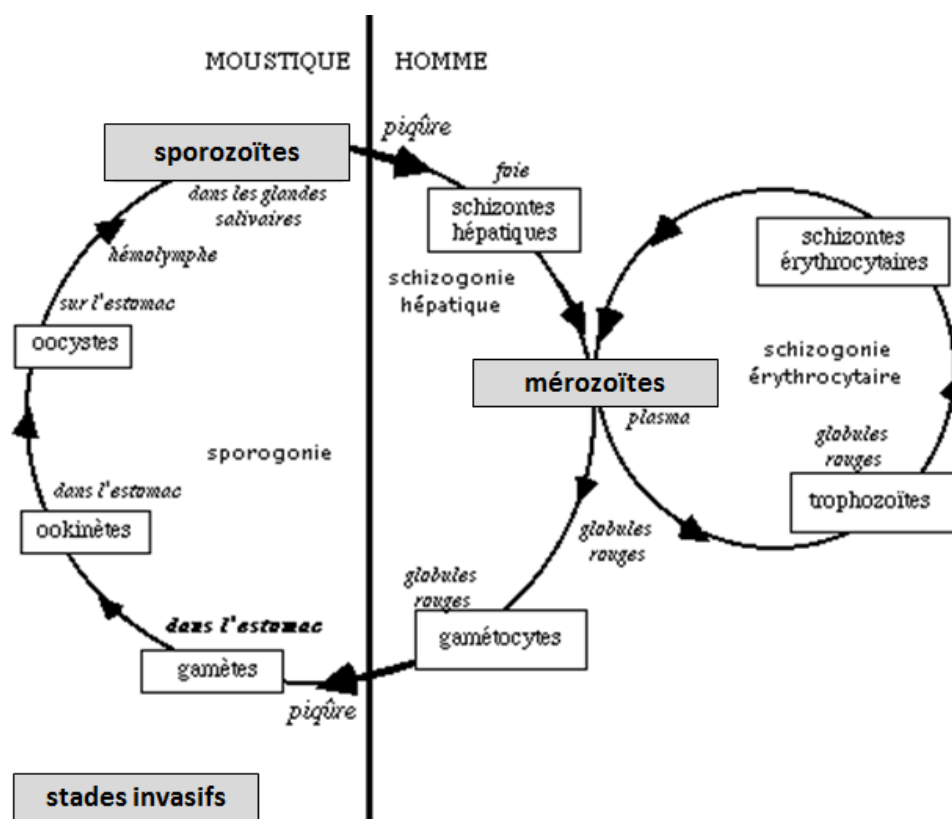 MOUSTIQUE
HOMME
piqûre
sporozoïtes
dans les glandes
salivaires
foie
schizontes
hépatiques
schizontes
érythrocytaires
hémolymphe
schizogonie
hépatique
sur l'estomac
oocystes
schizogonie
érythrocytaire
mérozoïtes
plasma
sporogonie
globules
rouges
trophozoïtes
dans l'estomac
ookinètes
globules
rouges
globules
rouges
dans l'estomac
gamétocytes
gamètes
piqûre
stades invasifs